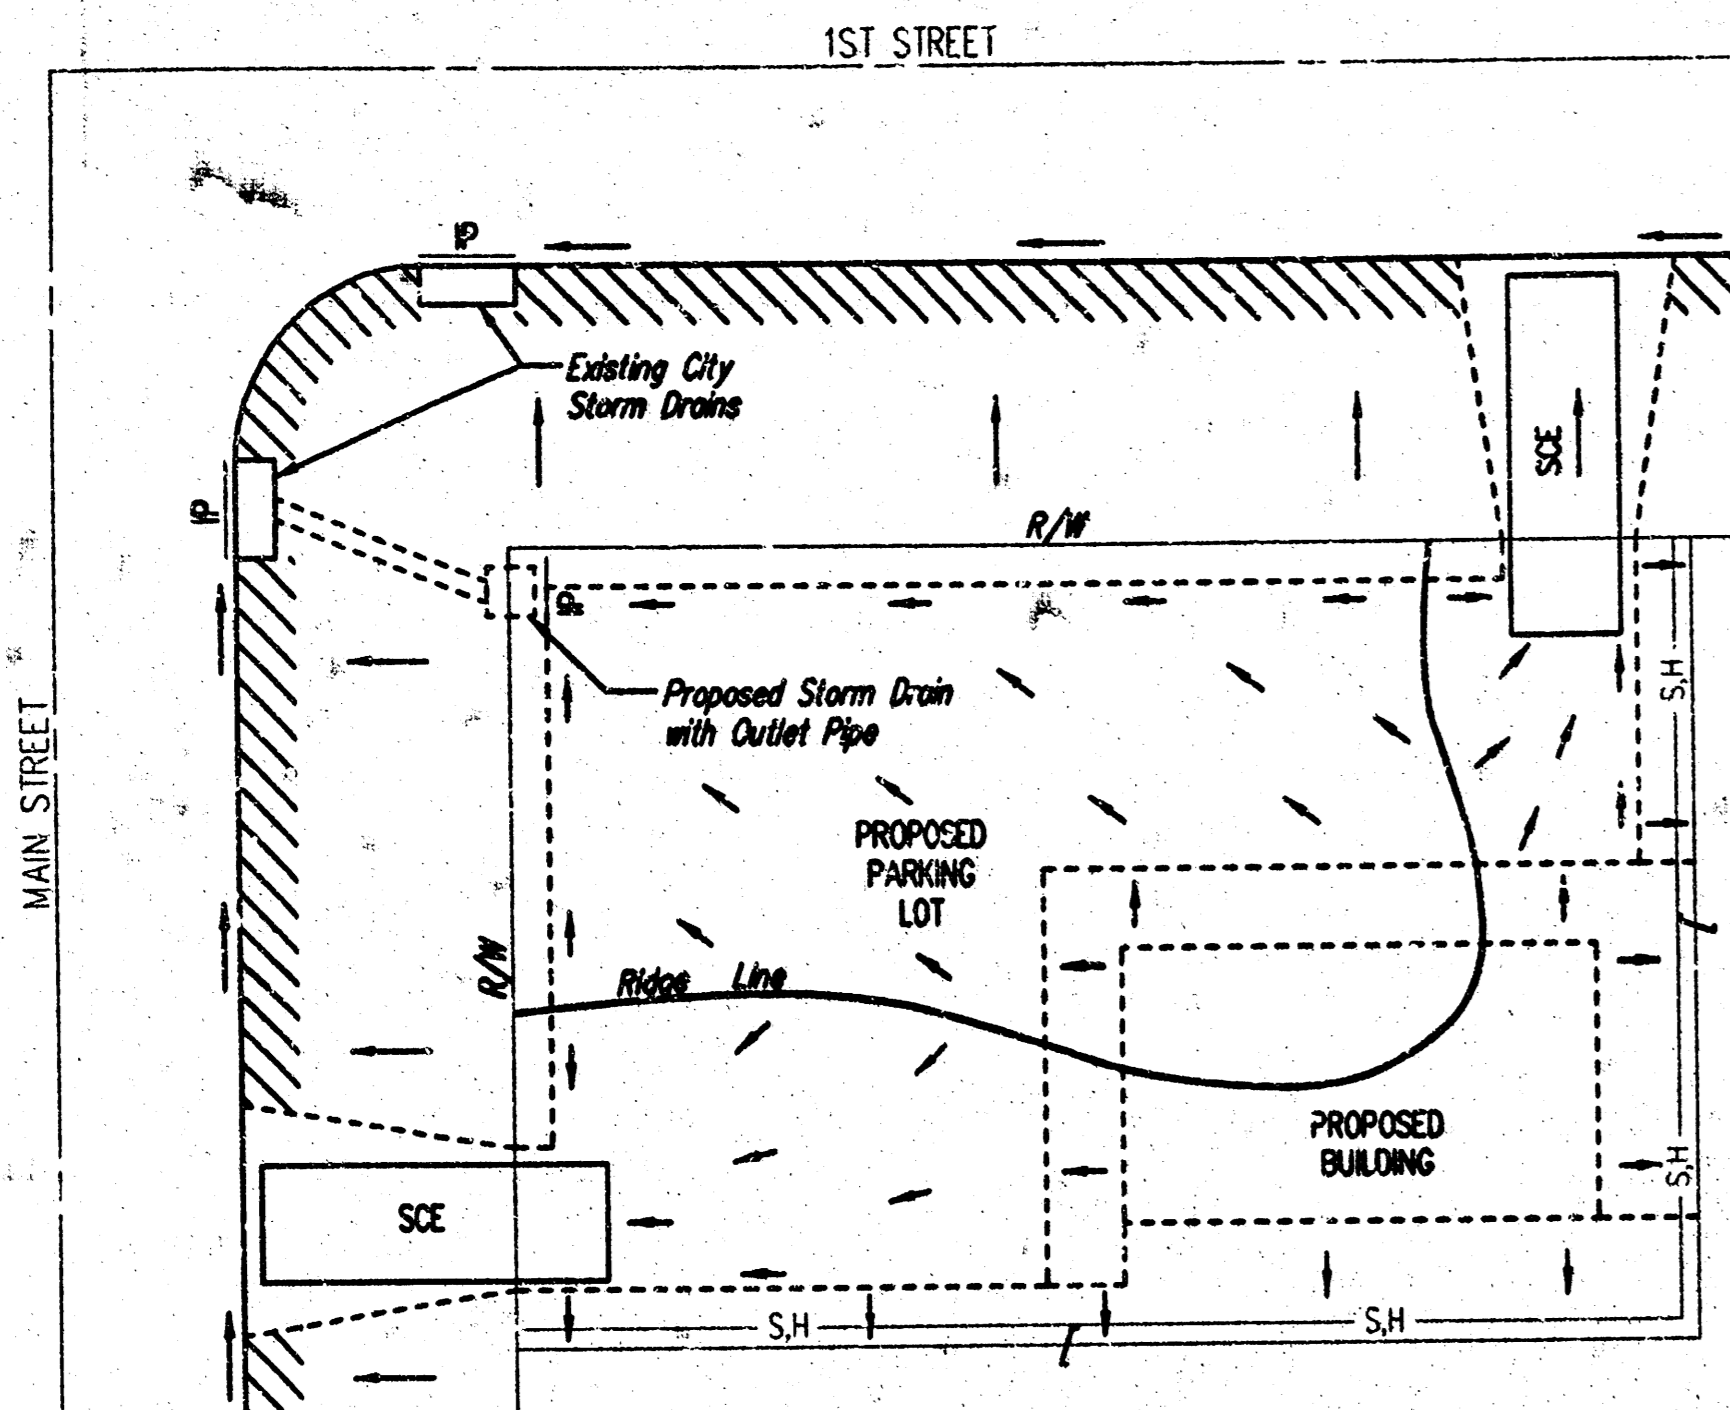 1ST STREET
IP
Existing City
Storm Drains
SCE
IP
R/W
IP
S,H
Proposed Storm Drain
with Outlet Pipe
MAIN STREET
PROPOSED
PARKING
LOT
R/W
Ridge Line
PROPOSED
BUILDING
S,H
SCE
S,H
S,H